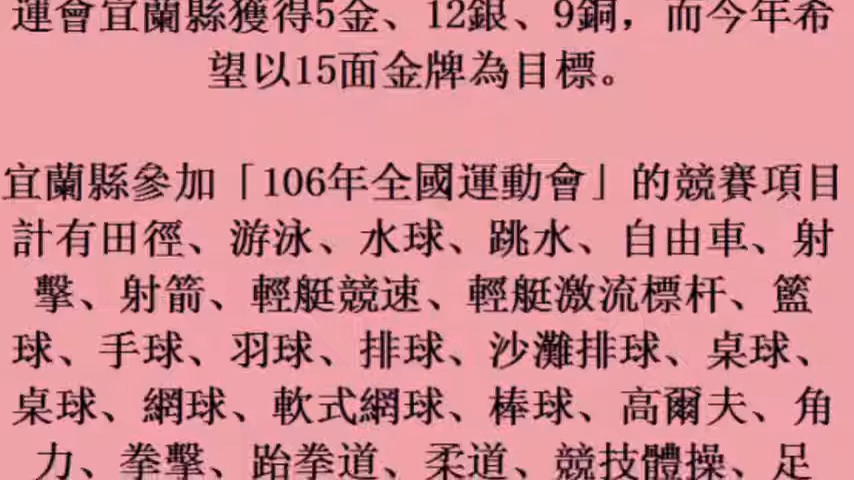 運會宜蘭縣獲得5金、12銀、9銅，而今年希
望以15面金牌為目標。
宜蘭縣參加「106年全國運動會」的競賽項目
計有田徑、游泳、水球、跳水、自由車、射
擊、射箭、輕艇競速、輕艇激流標杆、籃
球、手球、羽球、排球、沙灘排球、桌球、
桌球、網球、軟式網球、棒球、高爾夫、角
力、拳擊、跆拳道、柔道、競技體操、足